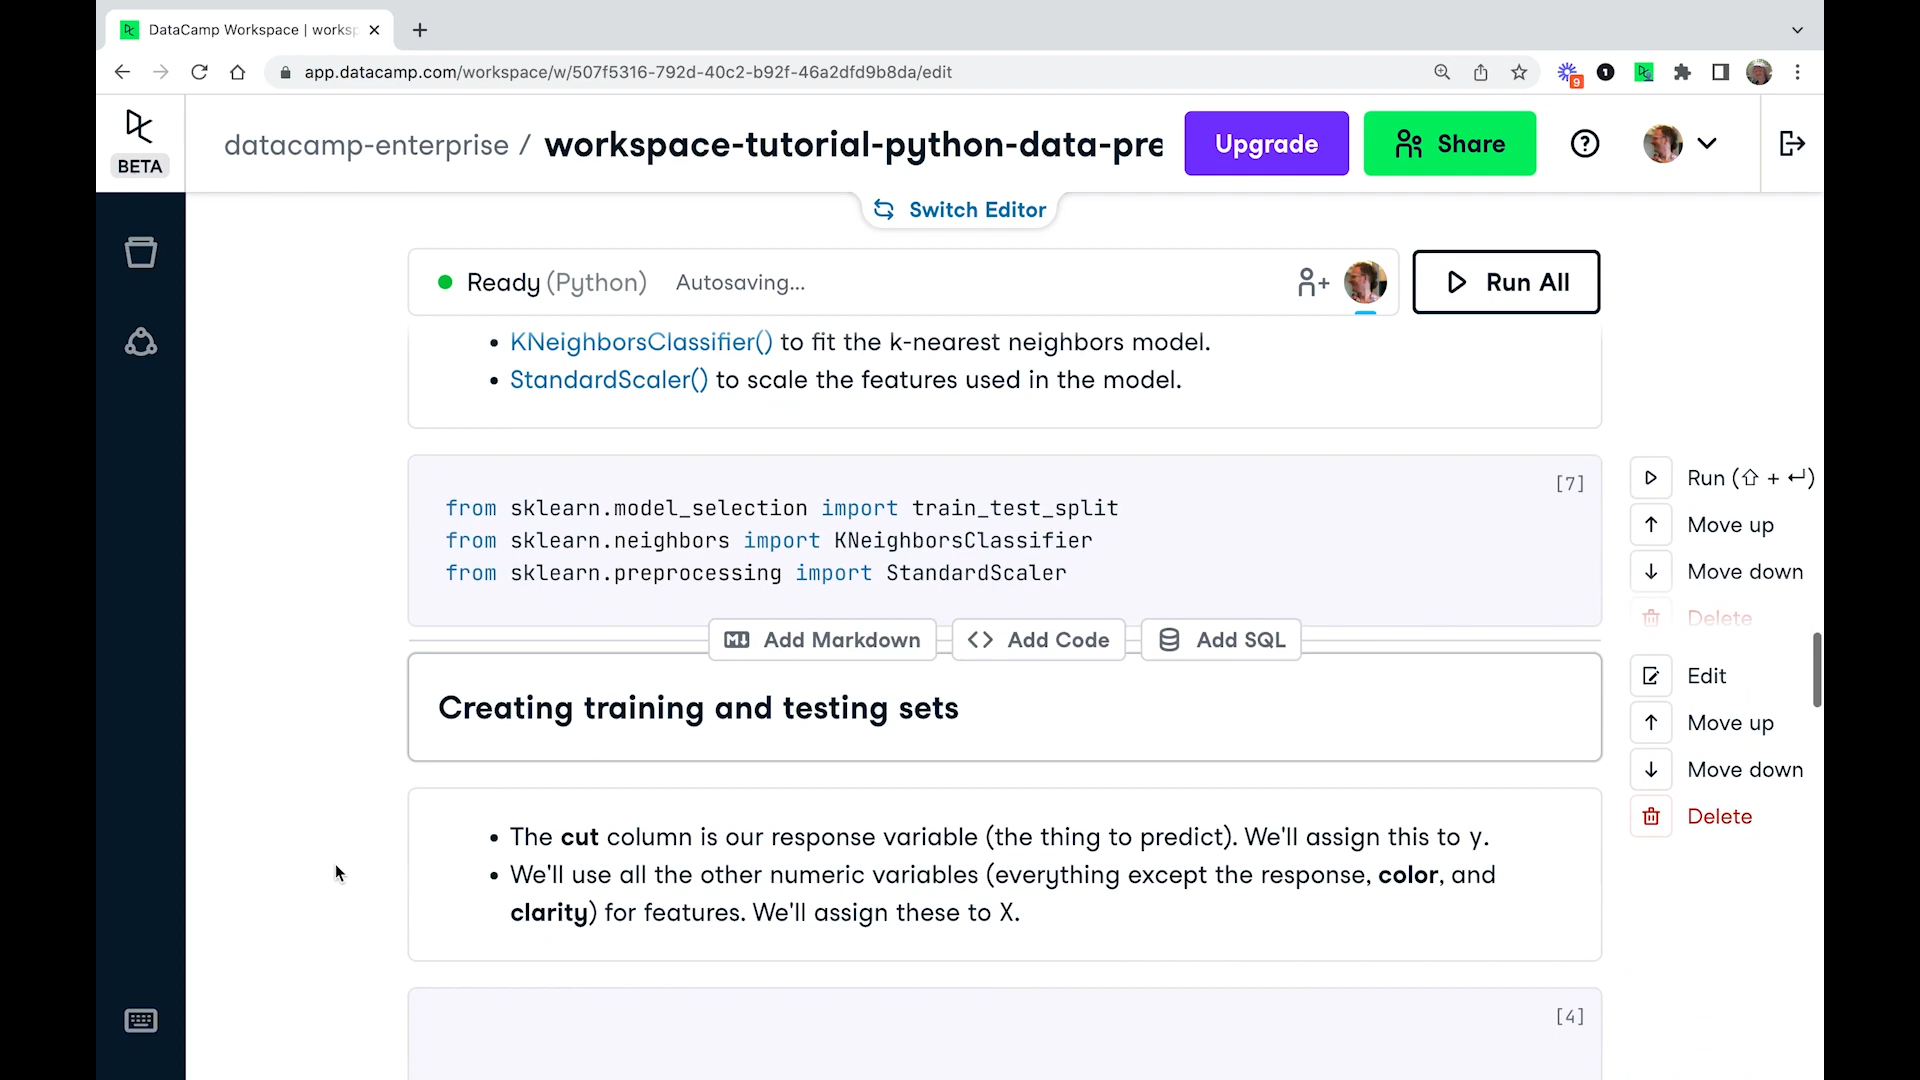 DataCamp Workspace | worksp
app.datacamp.com/workspace/w/507f5316-792d-40c2-b92f-46a2dfd9b8da/edit
9
1
BETA
datacamp-enterprise / workspace-tutorial-python-data-pre
Upgrade
Share
Switch Editor
Ready (Python) Autosaving...
Run All
• KNeighborsClassifier() to fit the k-nearest neighbors model.
• StandardScaler() to scale the features used in the model.
[7]
from sklearn.model_selection import train_test_split
from sklearn.neighbors import KNeighborsClassifier
from sklearn.preprocessing import StandardScaler
Run (⇧ + ↵)
Move up
Move down
Delete
Add Markdown
Add Code
Add SQL
Creating training and testing sets
Edit
Move up
Move down
Delete
• The cut column is our response variable (the thing to predict). We'll assign this to y.
• We'll use all the other numeric variables (everything except the response, color, and
clarity) for features. We'll assign these to X.
[4]